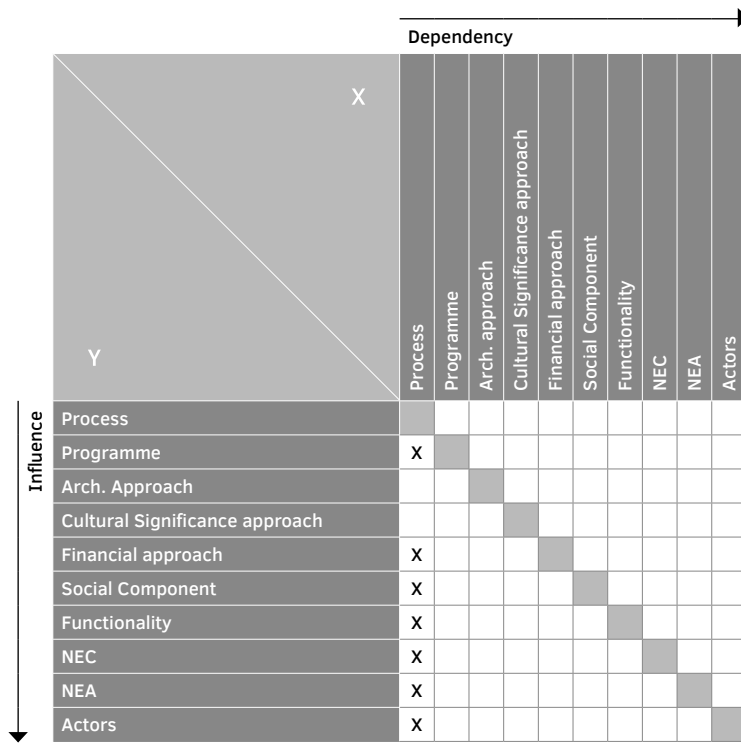 Dependency
X
Y
Process
Programme
Arch. approach
Cultural Significance approach
Financial approach
Social Component
Functionality
NEC
NEA
Actors
Influence
Process
Programme X
Arch. Approach
Cultural Significance approach
Financial approach X
Social Component X
Functionality X
NEC X
NEA X
Actors X